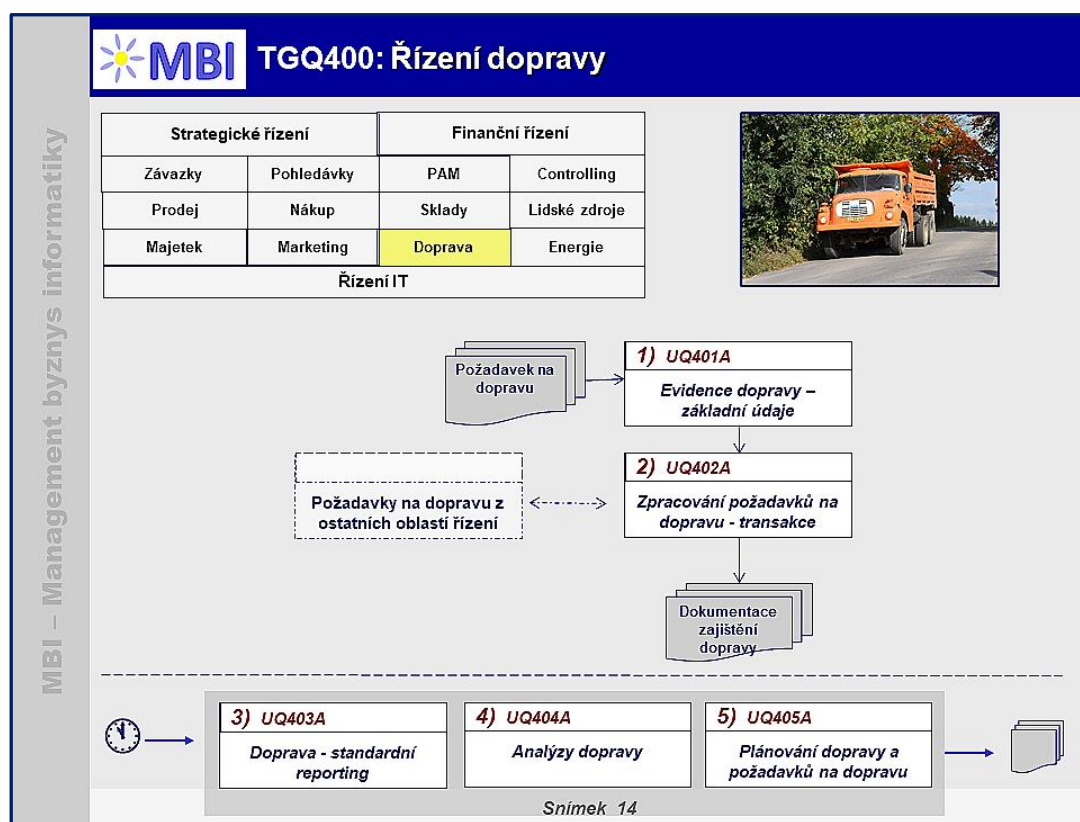 MBI
TGQ400: Řízení dopravy
MBI – Management byznys informatiky
Strategické řízení
Finanční řízení
Závazky
Pohledávky
PAM
Controlling
Prodej
Nákup
Sklady
Lidské zdroje
Majetek
Marketing
Doprava
Energie
Řízení IT
Požadavek na
dopravu
1) UQ401A
Evidence dopravy –
základní údaje
2) UQ402A
Zpracování požadavků na
dopravu - transakce
Požadavky na dopravu z
ostatních oblastí řízení
Dokumentace
zajištění
dopravy
3) UQ403A
Doprava - standardní
reporting
4) UQ404A
Analýzy dopravy
5) UQ405A
Plánování dopravy a
požadavků na dopravu
Snímek 14